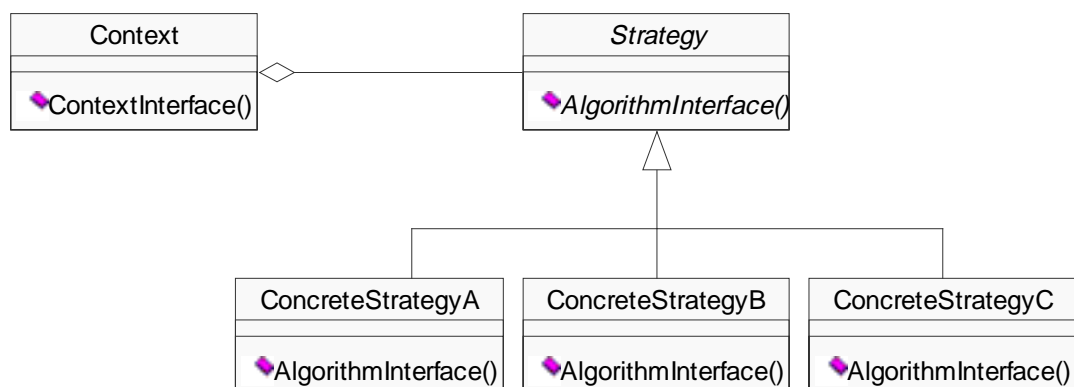 Context
Strategy
ContextInterface()
AlgorithmInterface()
ConcreteStrategyA
ConcreteStrategyB
ConcreteStrategyC
AlgorithmInterface()
AlgorithmInterface()
AlgorithmInterface()